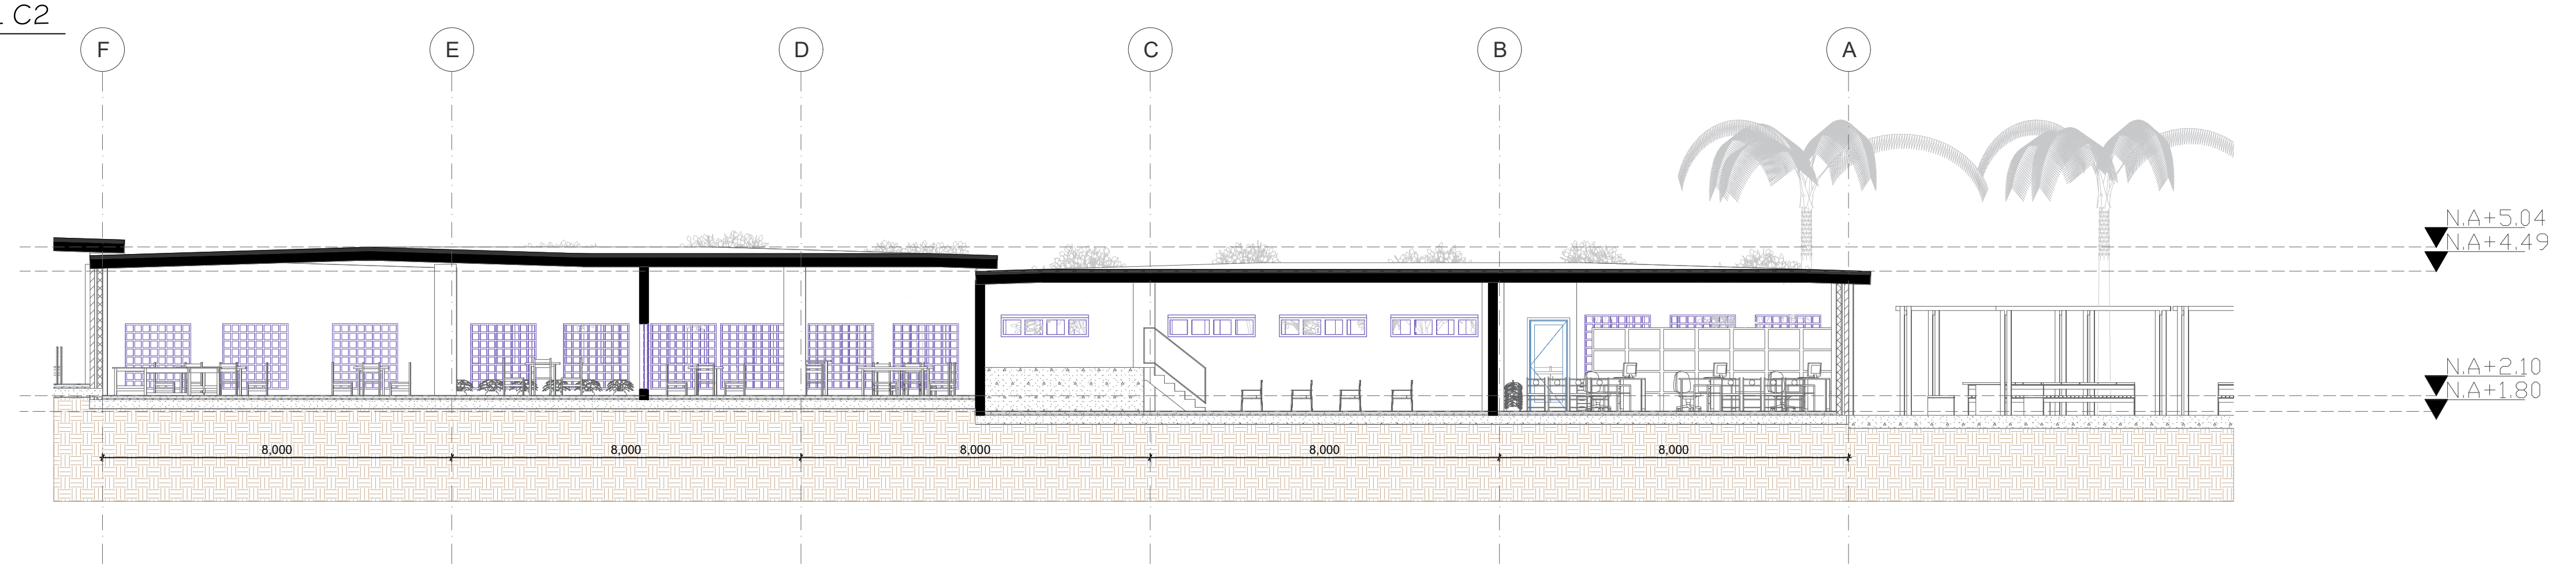 C2
F E D C B A
N.A+5.04
N.A+4.49
N.A+2.10
N.A+1.80
8,000 8,000 8,000 8,000 8,000